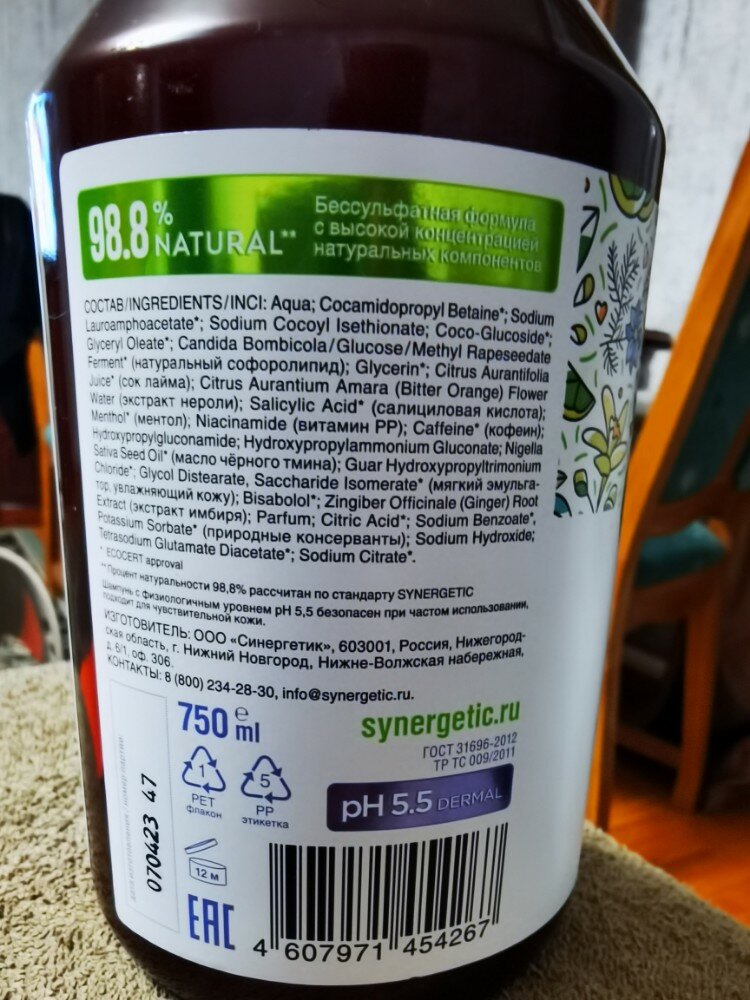 98.8% NATURAL**
Бессульфатная формула
с высокой концентрацией
натуральных компонентов
СОСТАВ/INGREDIENTS/INCI: Aqua; Cocamidopropyl Betaine*; Sodium
Lauroamphoacetate*; Sodium Cocoyl Isethionate; Coco-Glucoside*;
Glyceryl Oleate*; Candida Bombicola/Glucose/Methyl Rapeseedate
Ferment* (натуральный софоролипид); Glycerin*; Citrus Aurantifolia
Juice* (сок лайма); Citrus Aurantium Amara (Bitter Orange) Flower
Water (экстракт нероли); Salicylic Acid* (салициловая кислота);
Menthol* (ментол); Niacinamide (витамин PP); Caffeine* (кофеин);
Hydroxypropylgluconamide; Hydroxypropylammonium Gluconate; Nigella
Sativa Seed Oil* (масло чёрного тмина); Guar Hydroxypropyltrimonium
Chloride*; Glycol Distearate, Saccharide Isomerate* (мягкий эмульга-
тор, увлажняющий кожу); Bisabolol*; Zingiber Officinale (Ginger) Root
Extract (экстракт имбиря); Parfum; Citric Acid*; Sodium Benzoate*,
Potassium Sorbate* (природные консерванты); Sodium Hydroxide;
Tetrasodium Glutamate Diacetate*; Sodium Citrate*.
* ECOCERT approval
** Процент натуральности 98,8% рассчитан по стандарту SYNERGETIC
Шампунь с физиологичным уровнем pH 5,5 безопасен при частом использовании,
подходит для чувствительной кожи.
ИЗГОТОВИТЕЛЬ: ООО «Синергетик», 603001, Россия, Нижегород-
ская область, г. Нижний Новгород, Нижне-Волжская набережная,
д. 6/1, оф. 306.
КОНТАКТЫ: 8 (800) 234-28-30, info@synergetic.ru.
750 ml e
synergetic.ru
ГОСТ 31696-2012
ТР ТС 009/2011
1
PET
флакон
5
PP
этикетка
pH 5.5 DERMAL
дата изготовления / номер партии:
070423 47
12 м
EAC
4 607971 454267